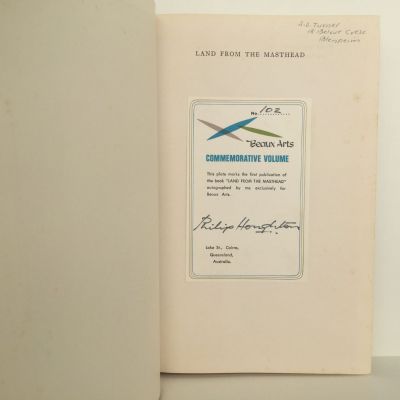 LAND FROM THE MASTHEAD
No. 102
Beaux Arts
COMMEMORATIVE VOLUME
This plate marks the first publication of
the book "LAND FROM THE MASTHEAD"
autographed by me exclusively for
Beaux Arts.
Philip Houghton
Lake St., Cairns,
Queensland,
Australia.